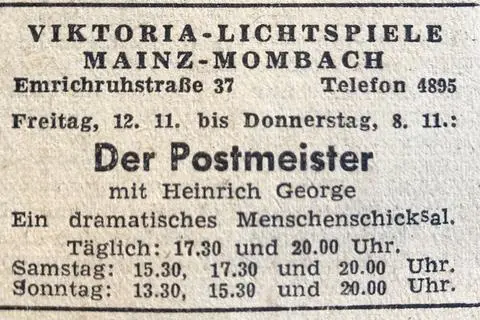 VIKTORIA-LICHTSPIELE
MAINZ-MOMBACH
Emrichruhstraße 37 Telefon 4895
Freitag, 12. 11. bis Donnerstag, 8. 11.:
Der Postmeister
mit Heinrich George
Ein dramatisches Menschenschicksal.
Täglich: 17.30 und 20.00 Uhr.
Samstag: 15.30, 17.30 und 20.00 Uhr.
Sonntag: 13.30, 15.30 und 20.00 Uhr.